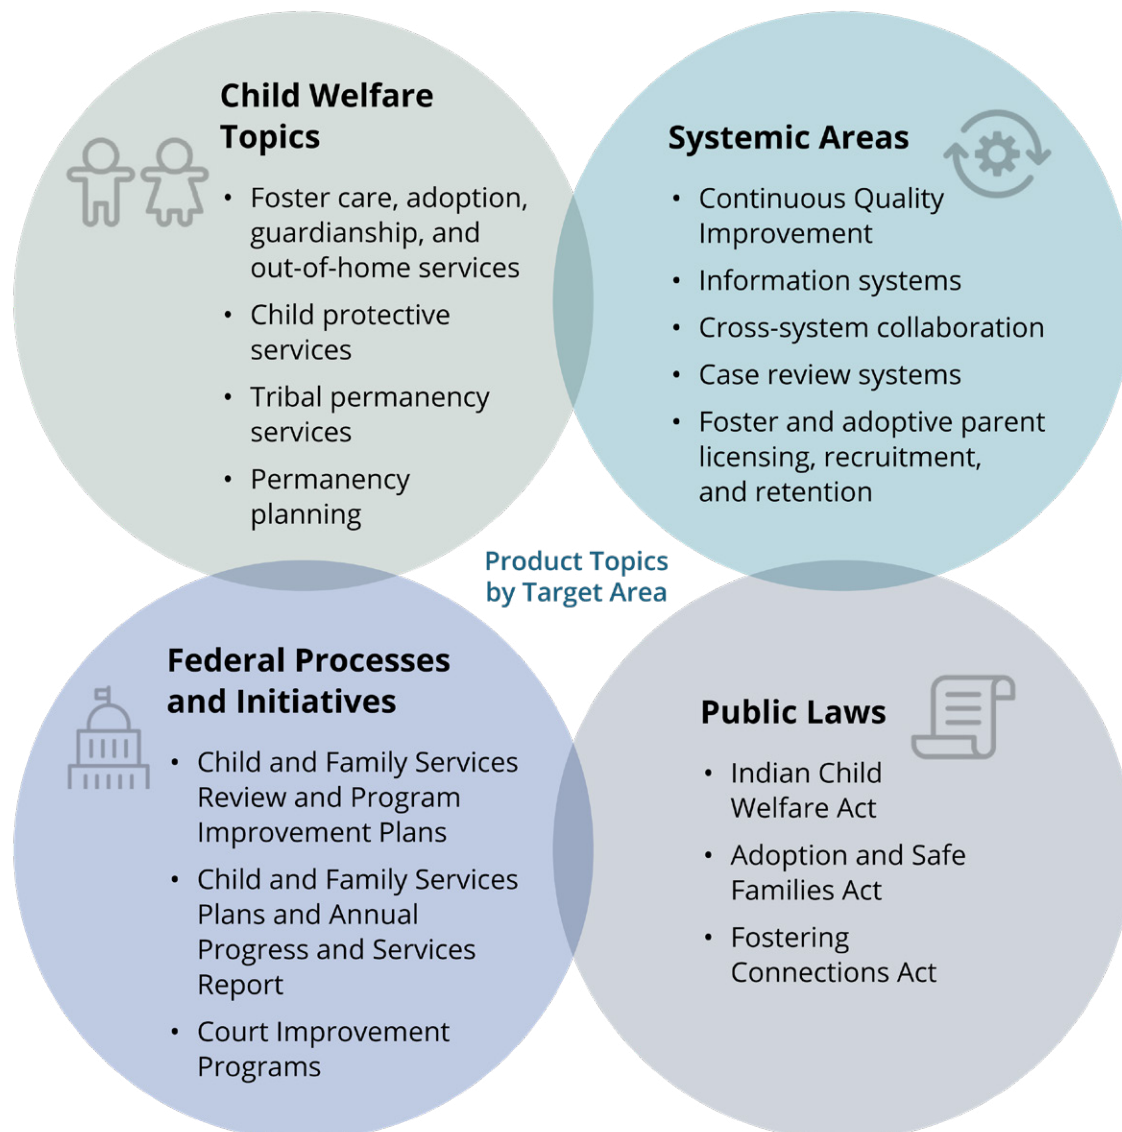 Child Welfare
Topics
• Foster care, adoption,
guardianship, and
out-of-home services
• Child protective
services
• Tribal permanency
services
• Permanency
planning
Systemic Areas
• Continuous Quality
Improvement
• Information systems
• Cross-system collaboration
• Case review systems
• Foster and adoptive parent
licensing, recruitment,
and retention
Product Topics
by Target Area
Federal Processes
and Initiatives
• Child and Family Services
Review and Program
Improvement Plans
• Child and Family Services
Plans and Annual
Progress and Services
Report
• Court Improvement
Programs
Public Laws
• Indian Child
Welfare Act
• Adoption and Safe
Families Act
• Fostering
Connections Act